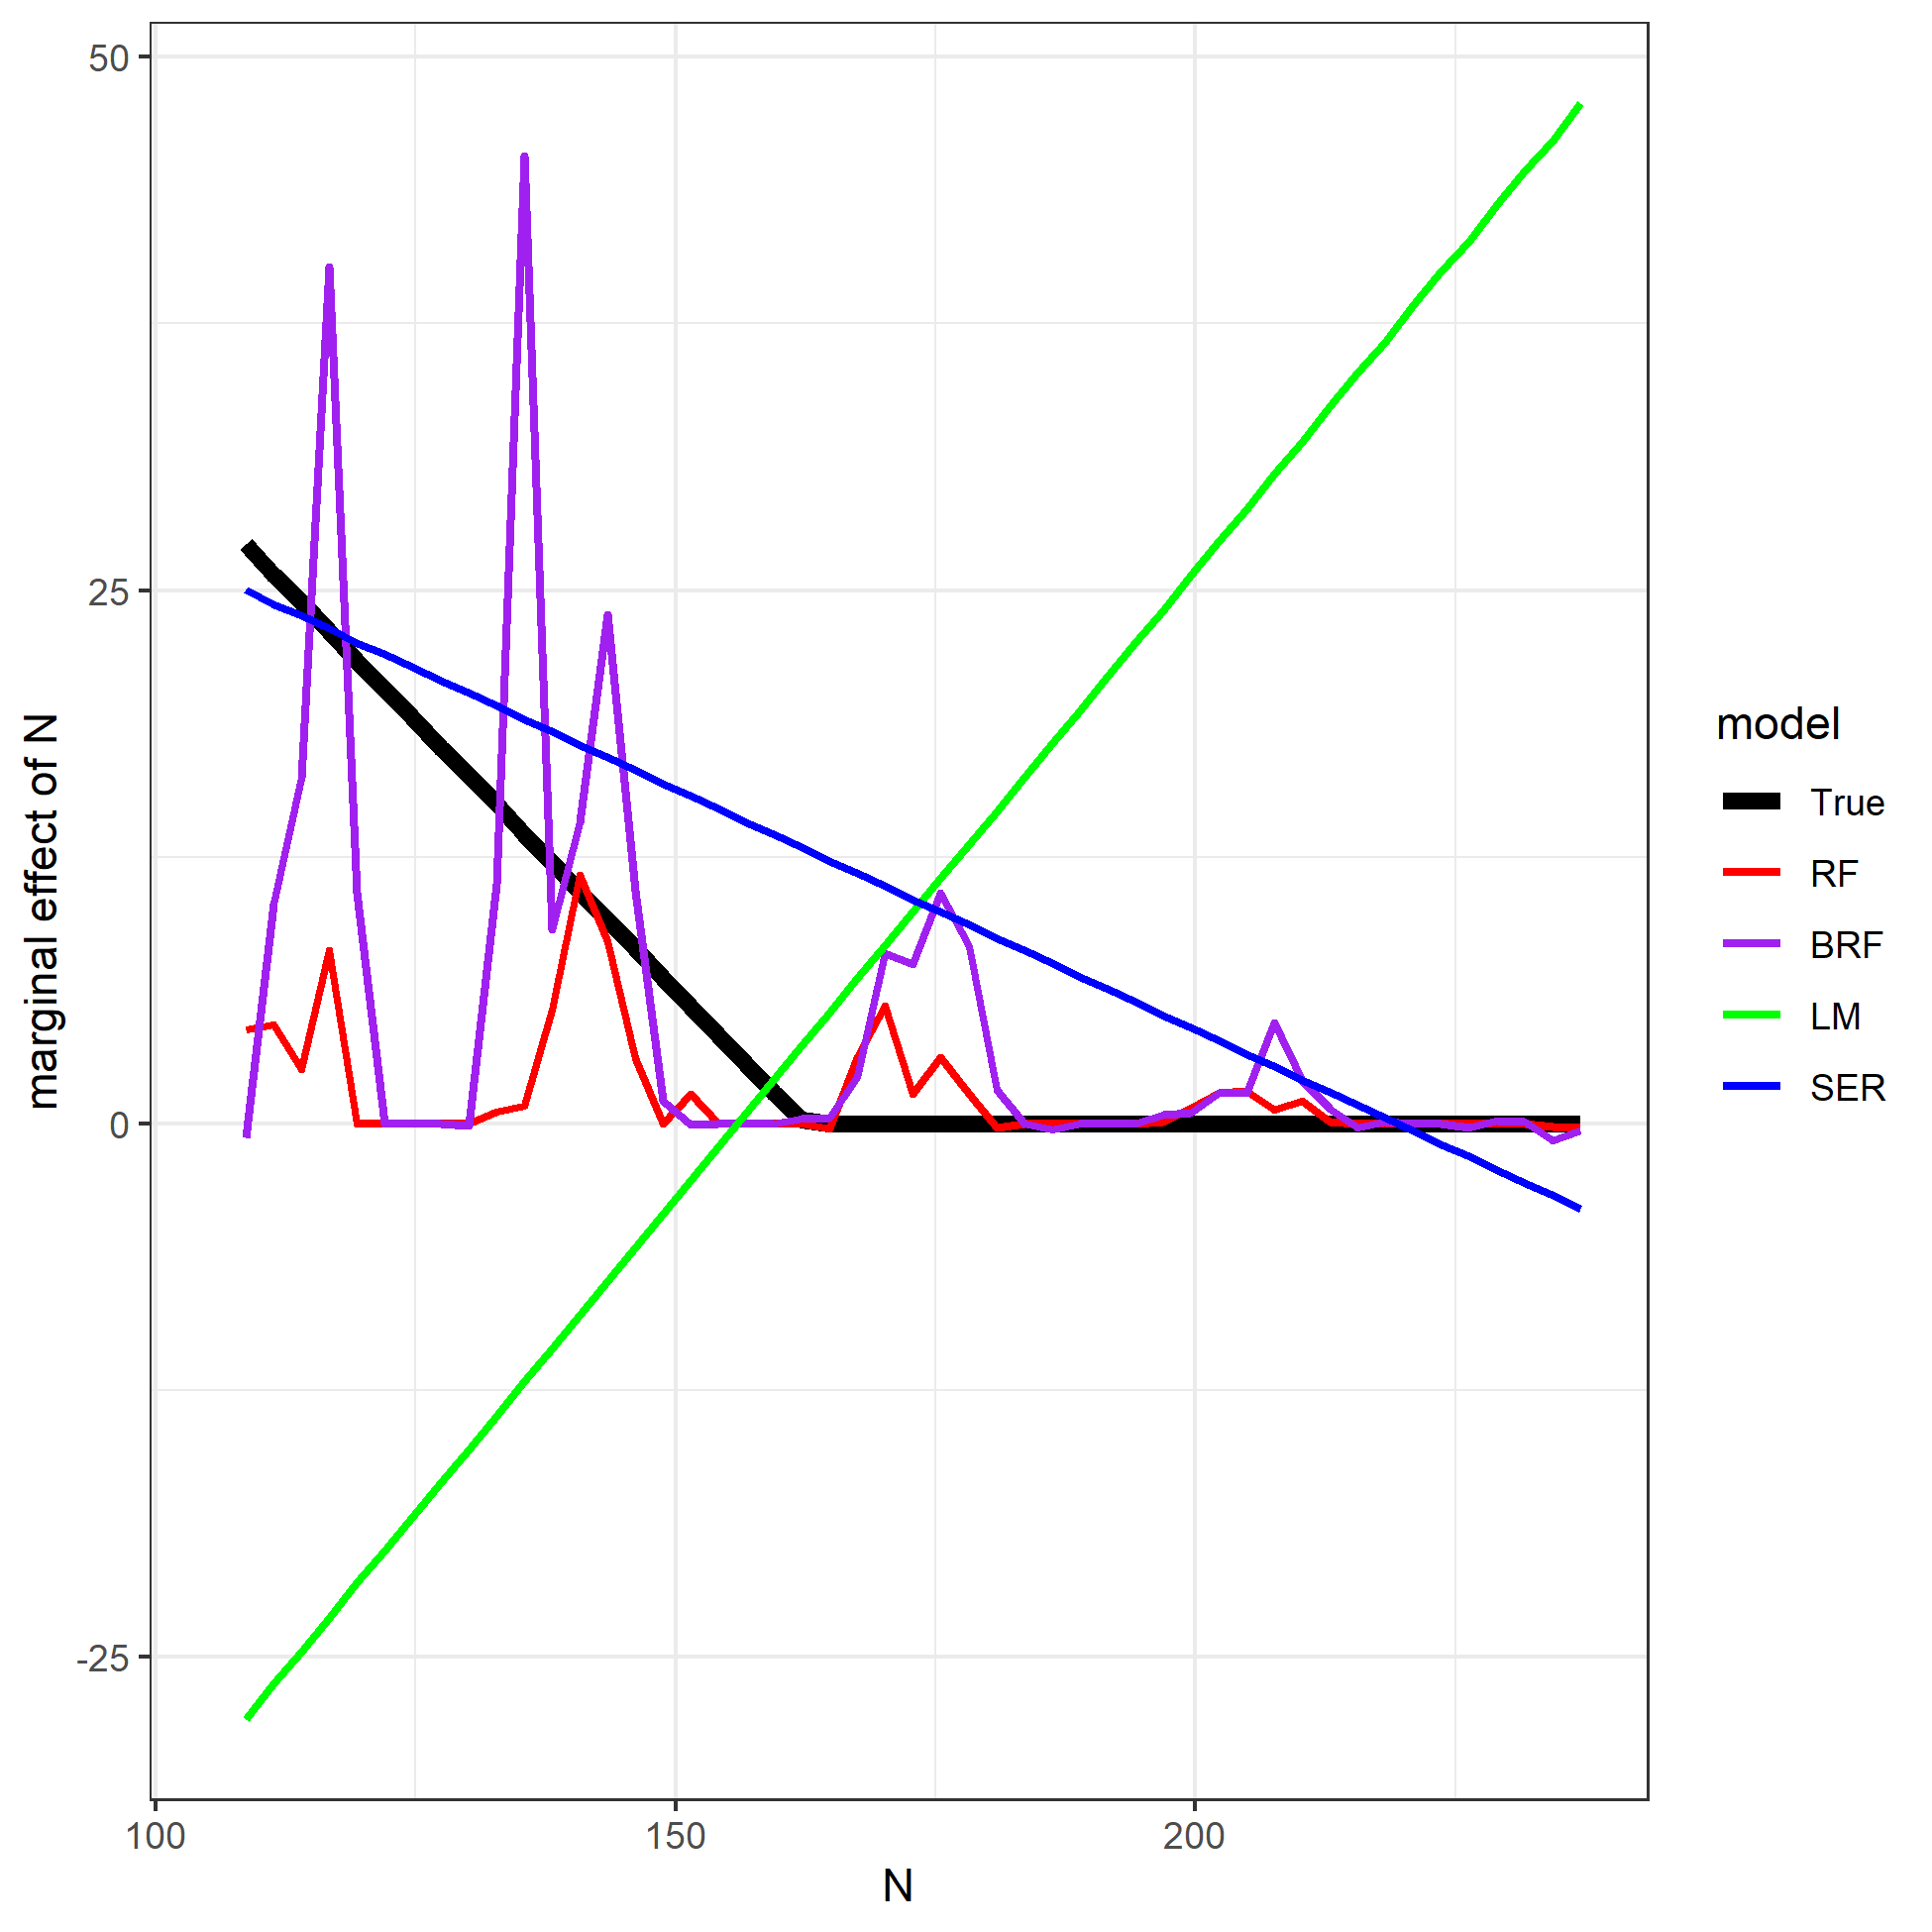 50
25
0
-25
marginal effect of N
100
150
200
N
model
True
RF
BRF
LM
SER